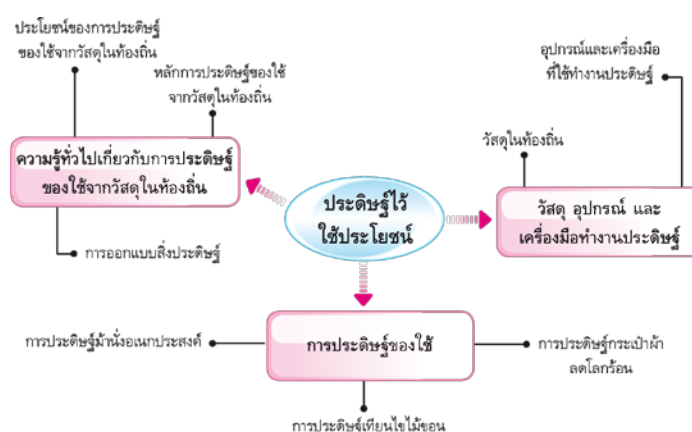 ประโยชน์ของการประดิษฐ์
ของใช้จากวัสดุในท้องถิ่น
หลักการประดิษฐ์ของใช้
จากวัสดุในท้องถิ่น
ความรู้ทั่วไปเกี่ยวกับการประดิษฐ์
ของใช้จากวัสดุในท้องถิ่น
การออกแบบสิ่งประดิษฐ์
ประดิษฐ์ไว้
ใช้ประโยชน์
อุปกรณ์และเครื่องมือ
ที่ใช้ทำงานประดิษฐ์
วัสดุในท้องถิ่น
วัสดุ อุปกรณ์ และ
เครื่องมือทำงานประดิษฐ์
การประดิษฐ์ของใช้
การประดิษฐ์ม้านั่งอเนกประสงค์
การประดิษฐ์กระเป๋าผ้า
ลดโลกร้อน
การประดิษฐ์เทียนไขไม้ขอน